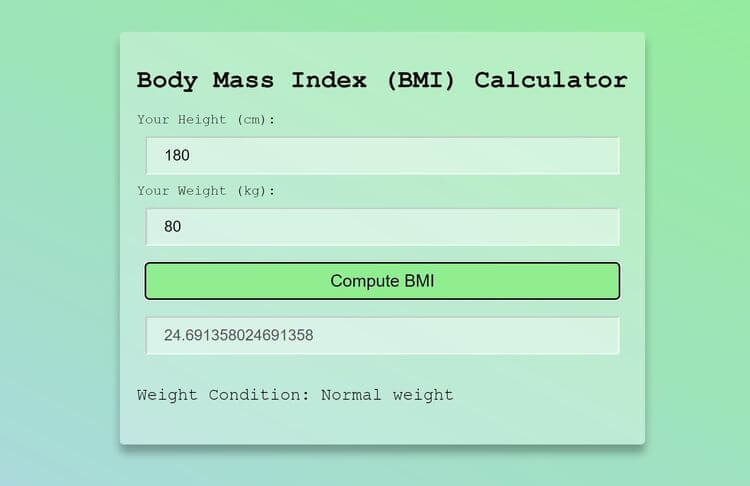 Body Mass Index (BMI) Calculator
Your Height (cm):
180
Your Weight (kg):
80
Compute BMI
24.691358024691358
Weight Condition: Normal weight